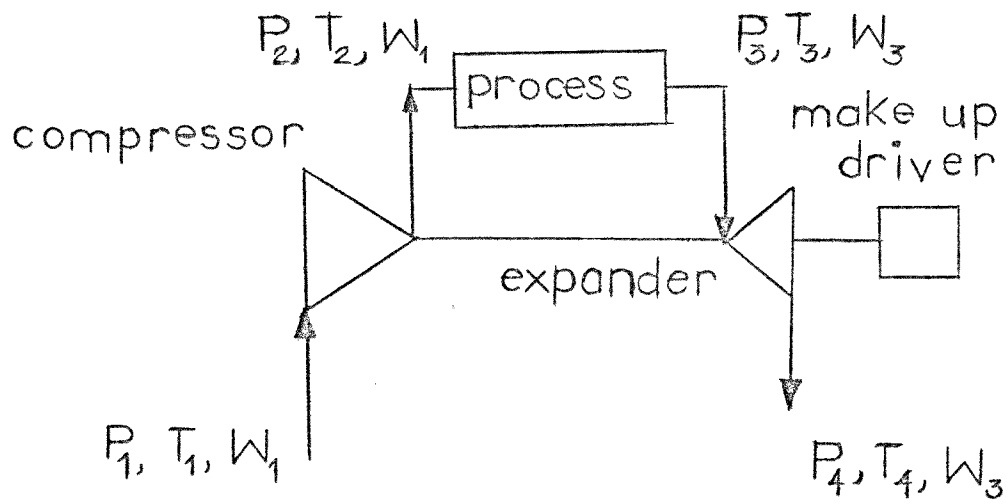 P₂, T₂, W₁
P₃, T₃, W₃
process
compressor
make up
driver
expander
P₁, T₁, W₁
P₄, T₄, W₃